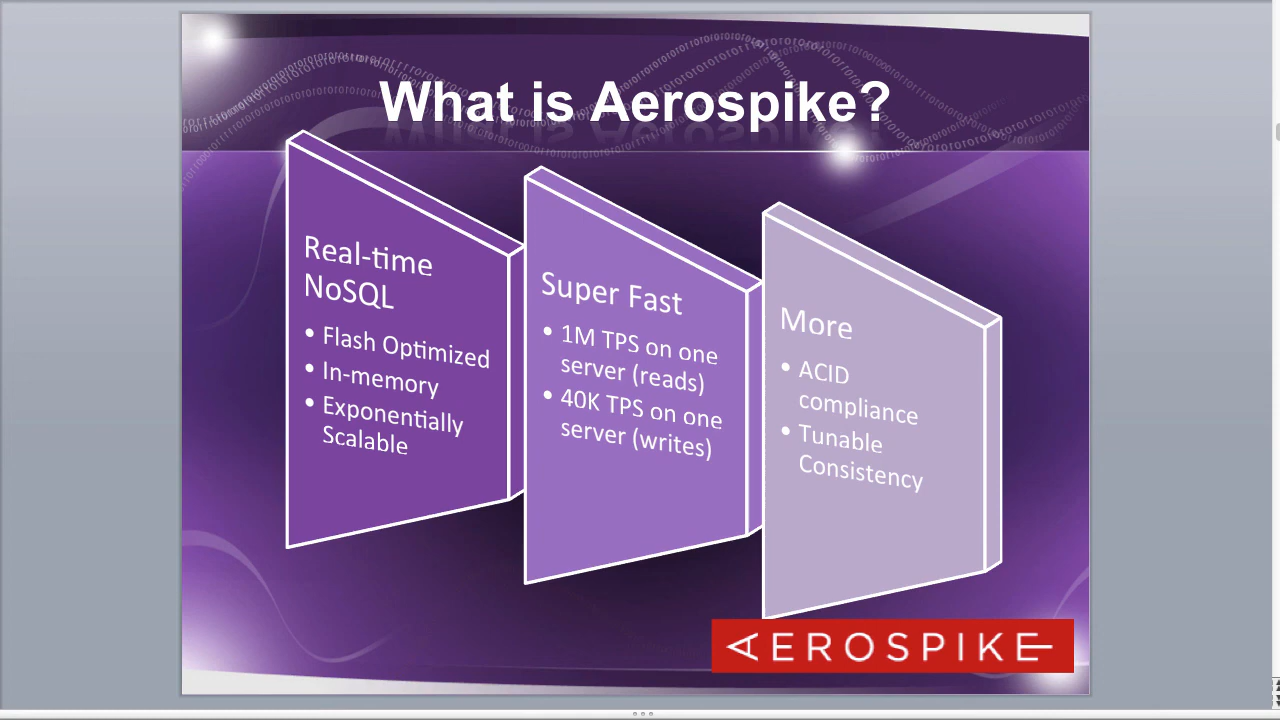 What is Aerospike?
Real-time
NoSQL
• Flash Optimized
• In-memory
• Exponentially
Scalable
Super Fast
• 1M TPS on one
server (reads)
• 40K TPS on one
server (writes)
More
• ACID
compliance
• Tunable
Consistency
AEROSPIKE